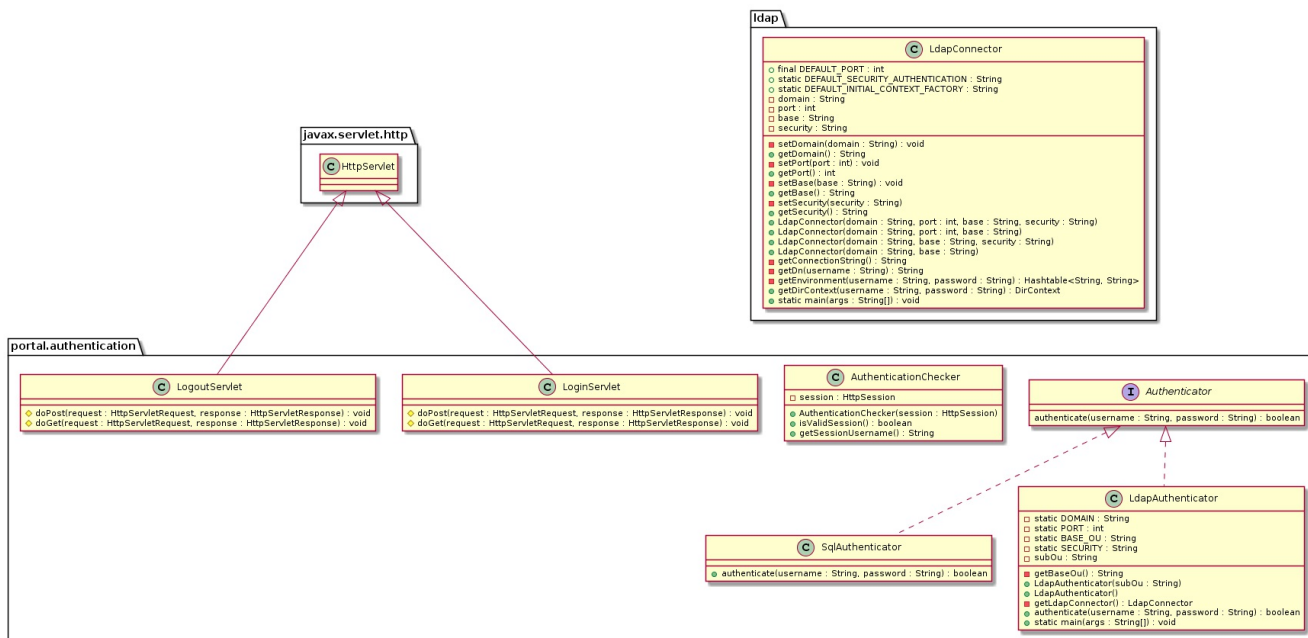 ldap
C LdapConnector
final DEFAULT_PORT : int
static DEFAULT_SECURITY_AUTHENTICATION : String
static DEFAULT_INITIAL_CONTEXT_FACTORY : String
domain : String
port : int
base : String
security : String
setDomain(domain : String) : void
getDomain() : String
setPort(port : int) : void
getPort() : int
setBase(base : String) : void
getBase() : String
setSecurity(security : String)
getSecurity() : String
LdapConnector(domain : String, port : int, base : String, security : String)
LdapConnector(domain : String, port : int, base : String)
LdapConnector(domain : String, base : String, security : String)
LdapConnector(domain : String, base : String)
getConnectionString() : String
getDn(username : String) : String
getEnvironment(username : String, password : String) : Hashtable<String, String>
getDirContext(username : String, password : String) : DirContext
static main(args : String[]) : void
javax.servlet.http
C HttpServlet
portal.authentication
C LogoutServlet
doPost(request : HttpServletRequest, response : HttpServletResponse) : void
doGet(request : HttpServletRequest, response : HttpServletResponse) : void
C LoginServlet
doPost(request : HttpServletRequest, response : HttpServletResponse) : void
doGet(request : HttpServletRequest, response : HttpServletResponse) : void
C AuthenticationChecker
session : HttpSession
AuthenticationChecker(session : HttpSession)
isValidSession() : boolean
getSessionUsername() : String
I Authenticator
authenticate(username : String, password : String) : boolean
C SqlAuthenticator
authenticate(username : String, password : String) : boolean
C LdapAuthenticator
static DOMAIN : String
static PORT : int
static BASE_OU : String
static SECURITY : String
subOu : String
getBaseOu() : String
LdapAuthenticator(subOu : String)
LdapAuthenticator()
getLdapConnector() : LdapConnector
authenticate(username : String, password : String) : boolean
static main(args : String[]) : void